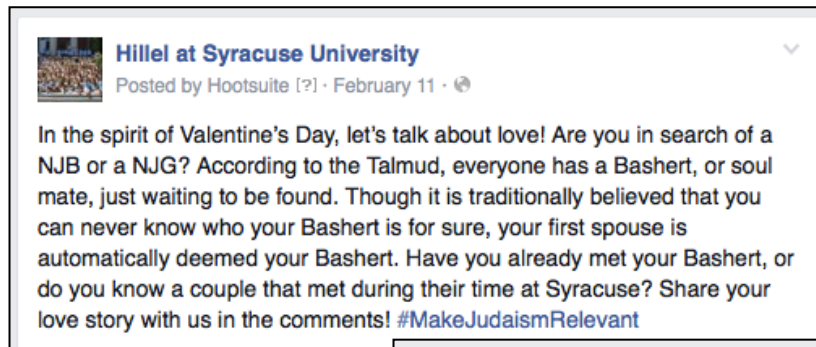 Hillel at Syracuse University
Posted by Hootsuite [?] · February 11 ·
In the spirit of Valentine's Day, let's talk about love! Are you in search of a
NJB or a NJG? According to the Talmud, everyone has a Bashert, or soul
mate, just waiting to be found. Though it is traditionally believed that you
can never know who your Bashert is for sure, your first spouse is
automatically deemed your Bashert. Have you already met your Bashert, or
do you know a couple that met during their time at Syracuse? Share your
love story with us in the comments! #MakeJudaismRelevant